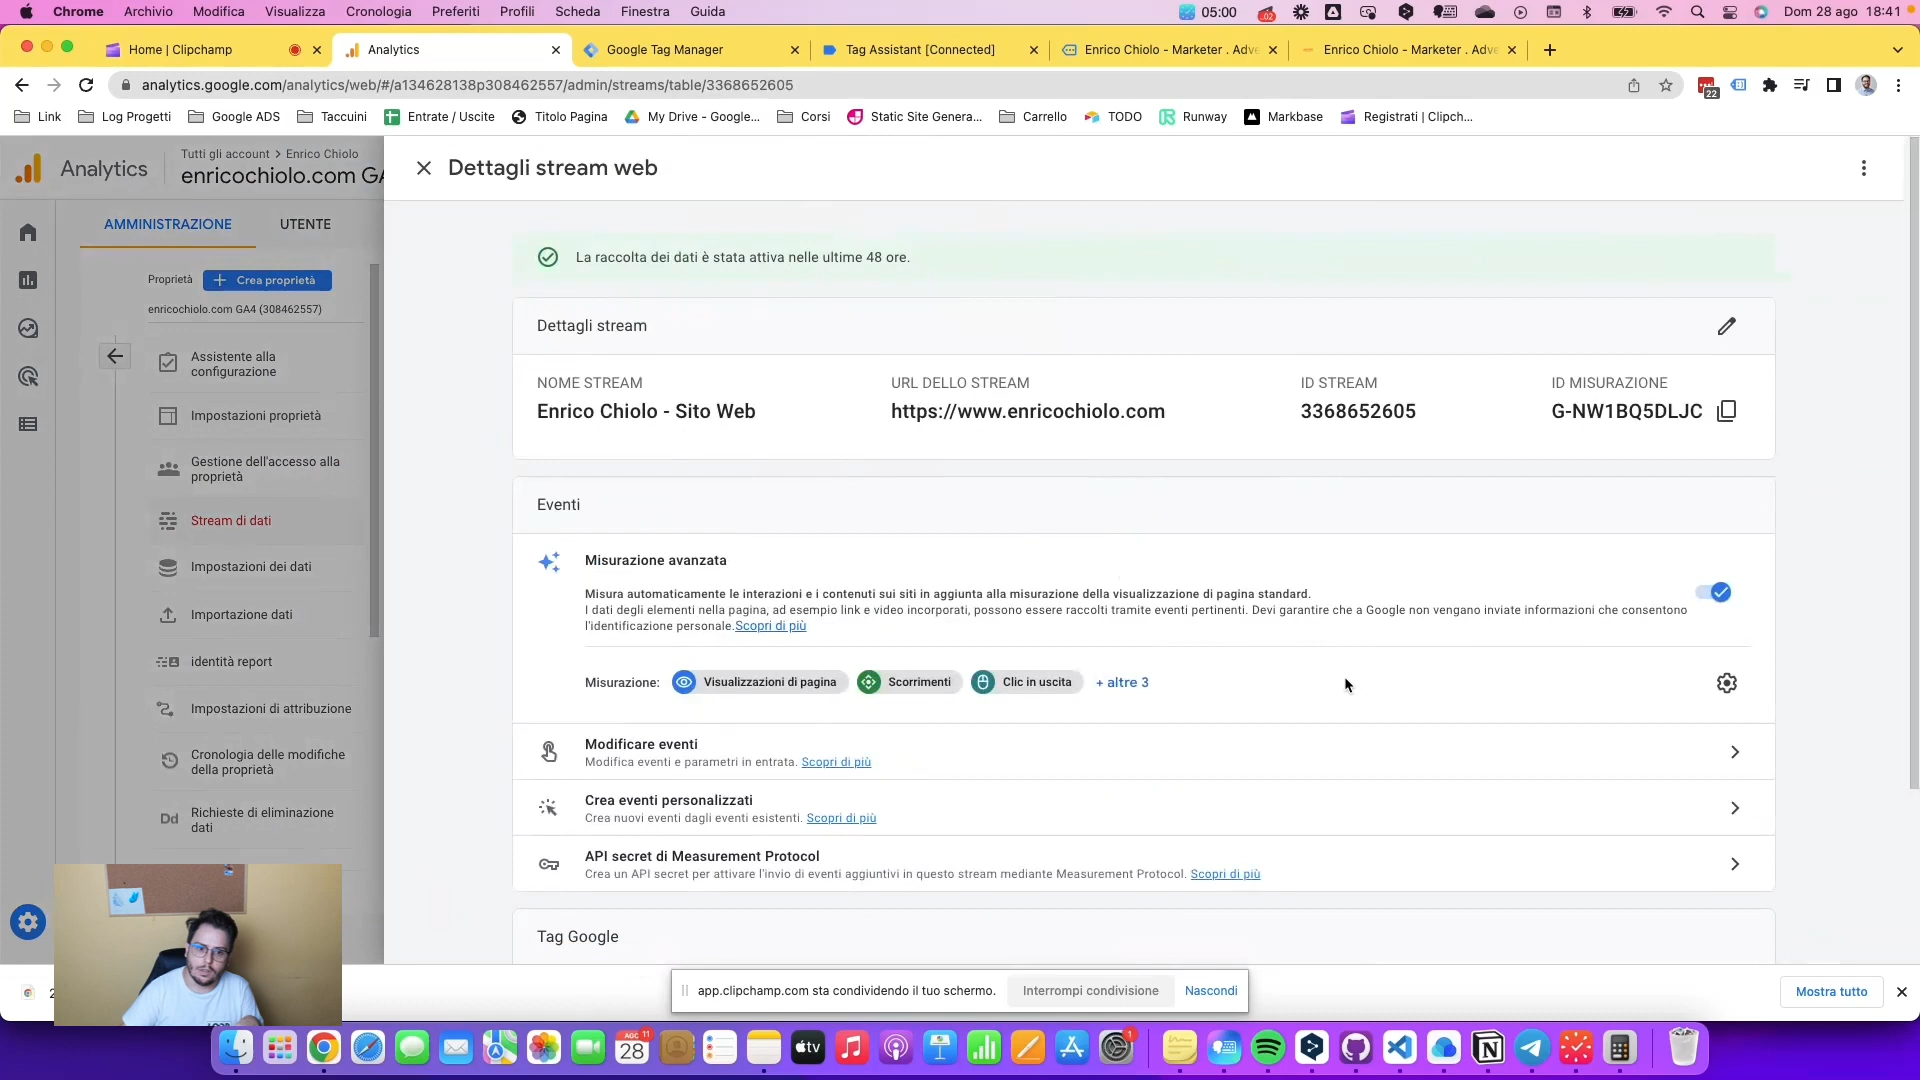 Chrome Archivio Modifica Visualizza Cronologia Preferiti Profili Scheda Finestra Guida 05:00 Dom 28 ago 18:41
Home | Clipchamp Analytics Google Tag Manager Tag Assistant [Connected] Enrico Chiolo - Marketer . Adve Enrico Chiolo - Marketer . Adve
analytics.google.com/analytics/web/#/a134628138p308462557/admin/streams/table/3368652605
22
Link Log Progetti Google ADS Taccuini Entrate / Uscite Titolo Pagina My Drive - Google... Corsi Static Site Genera... Carrello TODO Runway Markbase Registrati | Clipch...
Analytics
Tutti gli account > Enrico Chiolo
enricochiolo.com GA
Dettagli stream web
AMMINISTRAZIONE UTENTE
La raccolta dei dati è stata attiva nelle ultime 48 ore.
Proprietà Crea proprietà
enricochiolo.com GA4 (308462557)
Assistente alla
configurazione
Impostazioni proprietà
Gestione dell'accesso alla
proprietà
Stream di dati
Impostazioni dei dati
Importazione dati
identità report
Impostazioni di attribuzione
Cronologia delle modifiche
della proprietà
Dd Richieste di eliminazione
dati
Dettagli stream
NOME STREAM URL DELLO STREAM ID STREAM ID MISURAZIONE
Enrico Chiolo - Sito Web https://www.enricochiolo.com 3368652605 G-NW1BQ5DLJC
Eventi
Misurazione avanzata
Misura automaticamente le interazioni e i contenuti sui siti in aggiunta alla misurazione della visualizzazione di pagina standard.
I dati degli elementi nella pagina, ad esempio link e video incorporati, possono essere raccolti tramite eventi pertinenti. Devi garantire che a Google non vengano inviate informazioni che consentono
l'identificazione personale.Scopri di più
Misurazione: Visualizzazioni di pagina Scorrimenti Clic in uscita + altre 3
Modificare eventi
Modifica eventi e parametri in entrata. Scopri di più
Crea eventi personalizzati
Crea nuovi eventi dagli eventi esistenti. Scopri di più
API secret di Measurement Protocol
Crea un API secret per attivare l'invio di eventi aggiuntivi in questo stream mediante Measurement Protocol. Scopri di più
Tag Google
app.clipchamp.com sta condividendo il tuo schermo. Interrompi condivisione Nascondi
Mostra tutto
AGO 11
28
tv
1